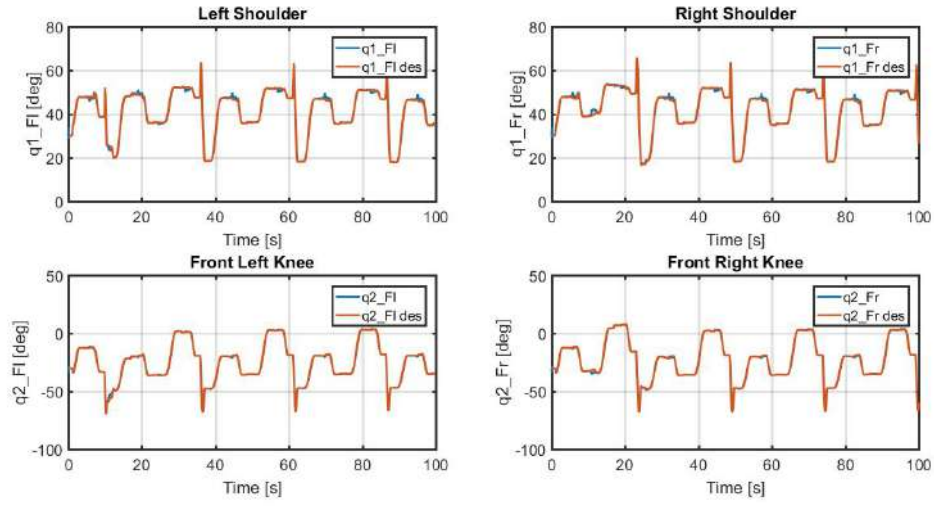 Left Shoulder
80
60
40
20
0
q1_Fl [deg]
q1_Fl
q1_Fl des
0 20 40 60 80 100
Time [s]
Right Shoulder
80
60
40
20
0
q1_Fr [deg]
q1_Fr
q1_Fr des
0 20 40 60 80 100
Time [s]
Front Left Knee
50
0
-50
-100
q2_Fl [deg]
q2_Fl
q2_Fl des
0 20 40 60 80 100
Time [s]
Front Right Knee
50
0
-50
-100
q2_Fr [deg]
q2_Fr
q2_Fr des
0 20 40 60 80 100
Time [s]